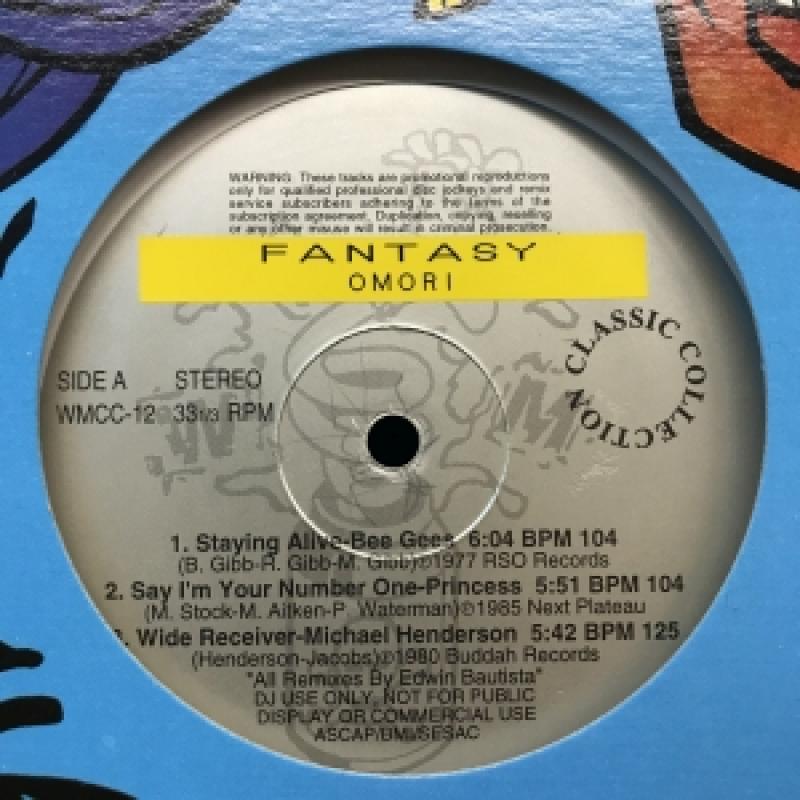 WARNING: These tracks are promotional reproductions
only for qualified professional disc jockeys and remix
service subscribers adhering to the terms of the
subscription agreement. Duplication, copying, reselling
or any other misuse will result in criminal prosecution.
FANTASY
OMORI
CLASSIC COLLECTION
SIDE A STEREO
WMCC-12 33 1/3 RPM
WM
1. Staying Alive-Bee Gees 6:04 BPM 104
(B. Gibb-R. Gibb-M. Gibb)℗1977 RSO Records
2. Say I'm Your Number One-Princess 5:51 BPM 104
(M. Stock-M. Aitken-P. Waterman)℗1985 Next Plateau
3. Wide Receiver-Michael Henderson 5:42 BPM 125
(Henderson-Jacobs)℗1980 Buddah Records
"All Remixes By Edwin Bautista"
DJ USE ONLY, NOT FOR PUBLIC
DISPLAY OR COMMERCIAL USE
ASCAP/BMI/SESAC